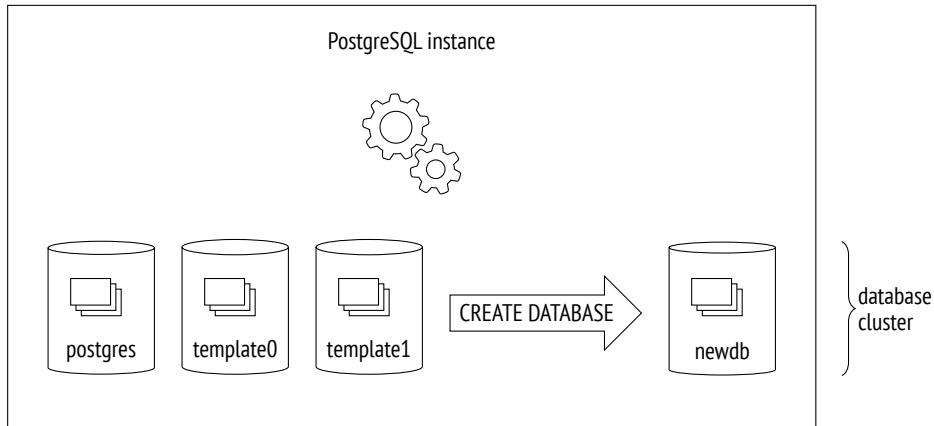 PostgreSQL instance
postgres
template0
template1
CREATE DATABASE
newdb
database
cluster